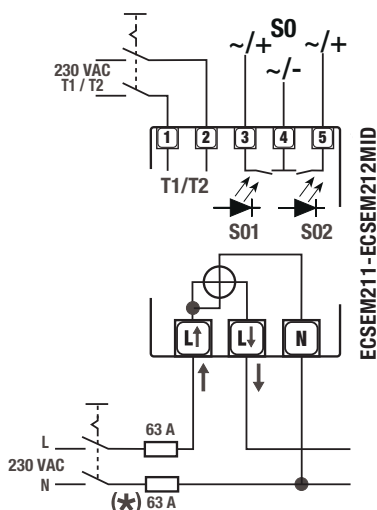 S0
~/+ ~/- ~/+
230 VAC
T1 / T2
1 2 3 4 5
T1/T2
S01 S02
ECSEM211-ECSEM212MID
L↑ L↓ N
L 63 A
230 VAC
N (*) 63 A